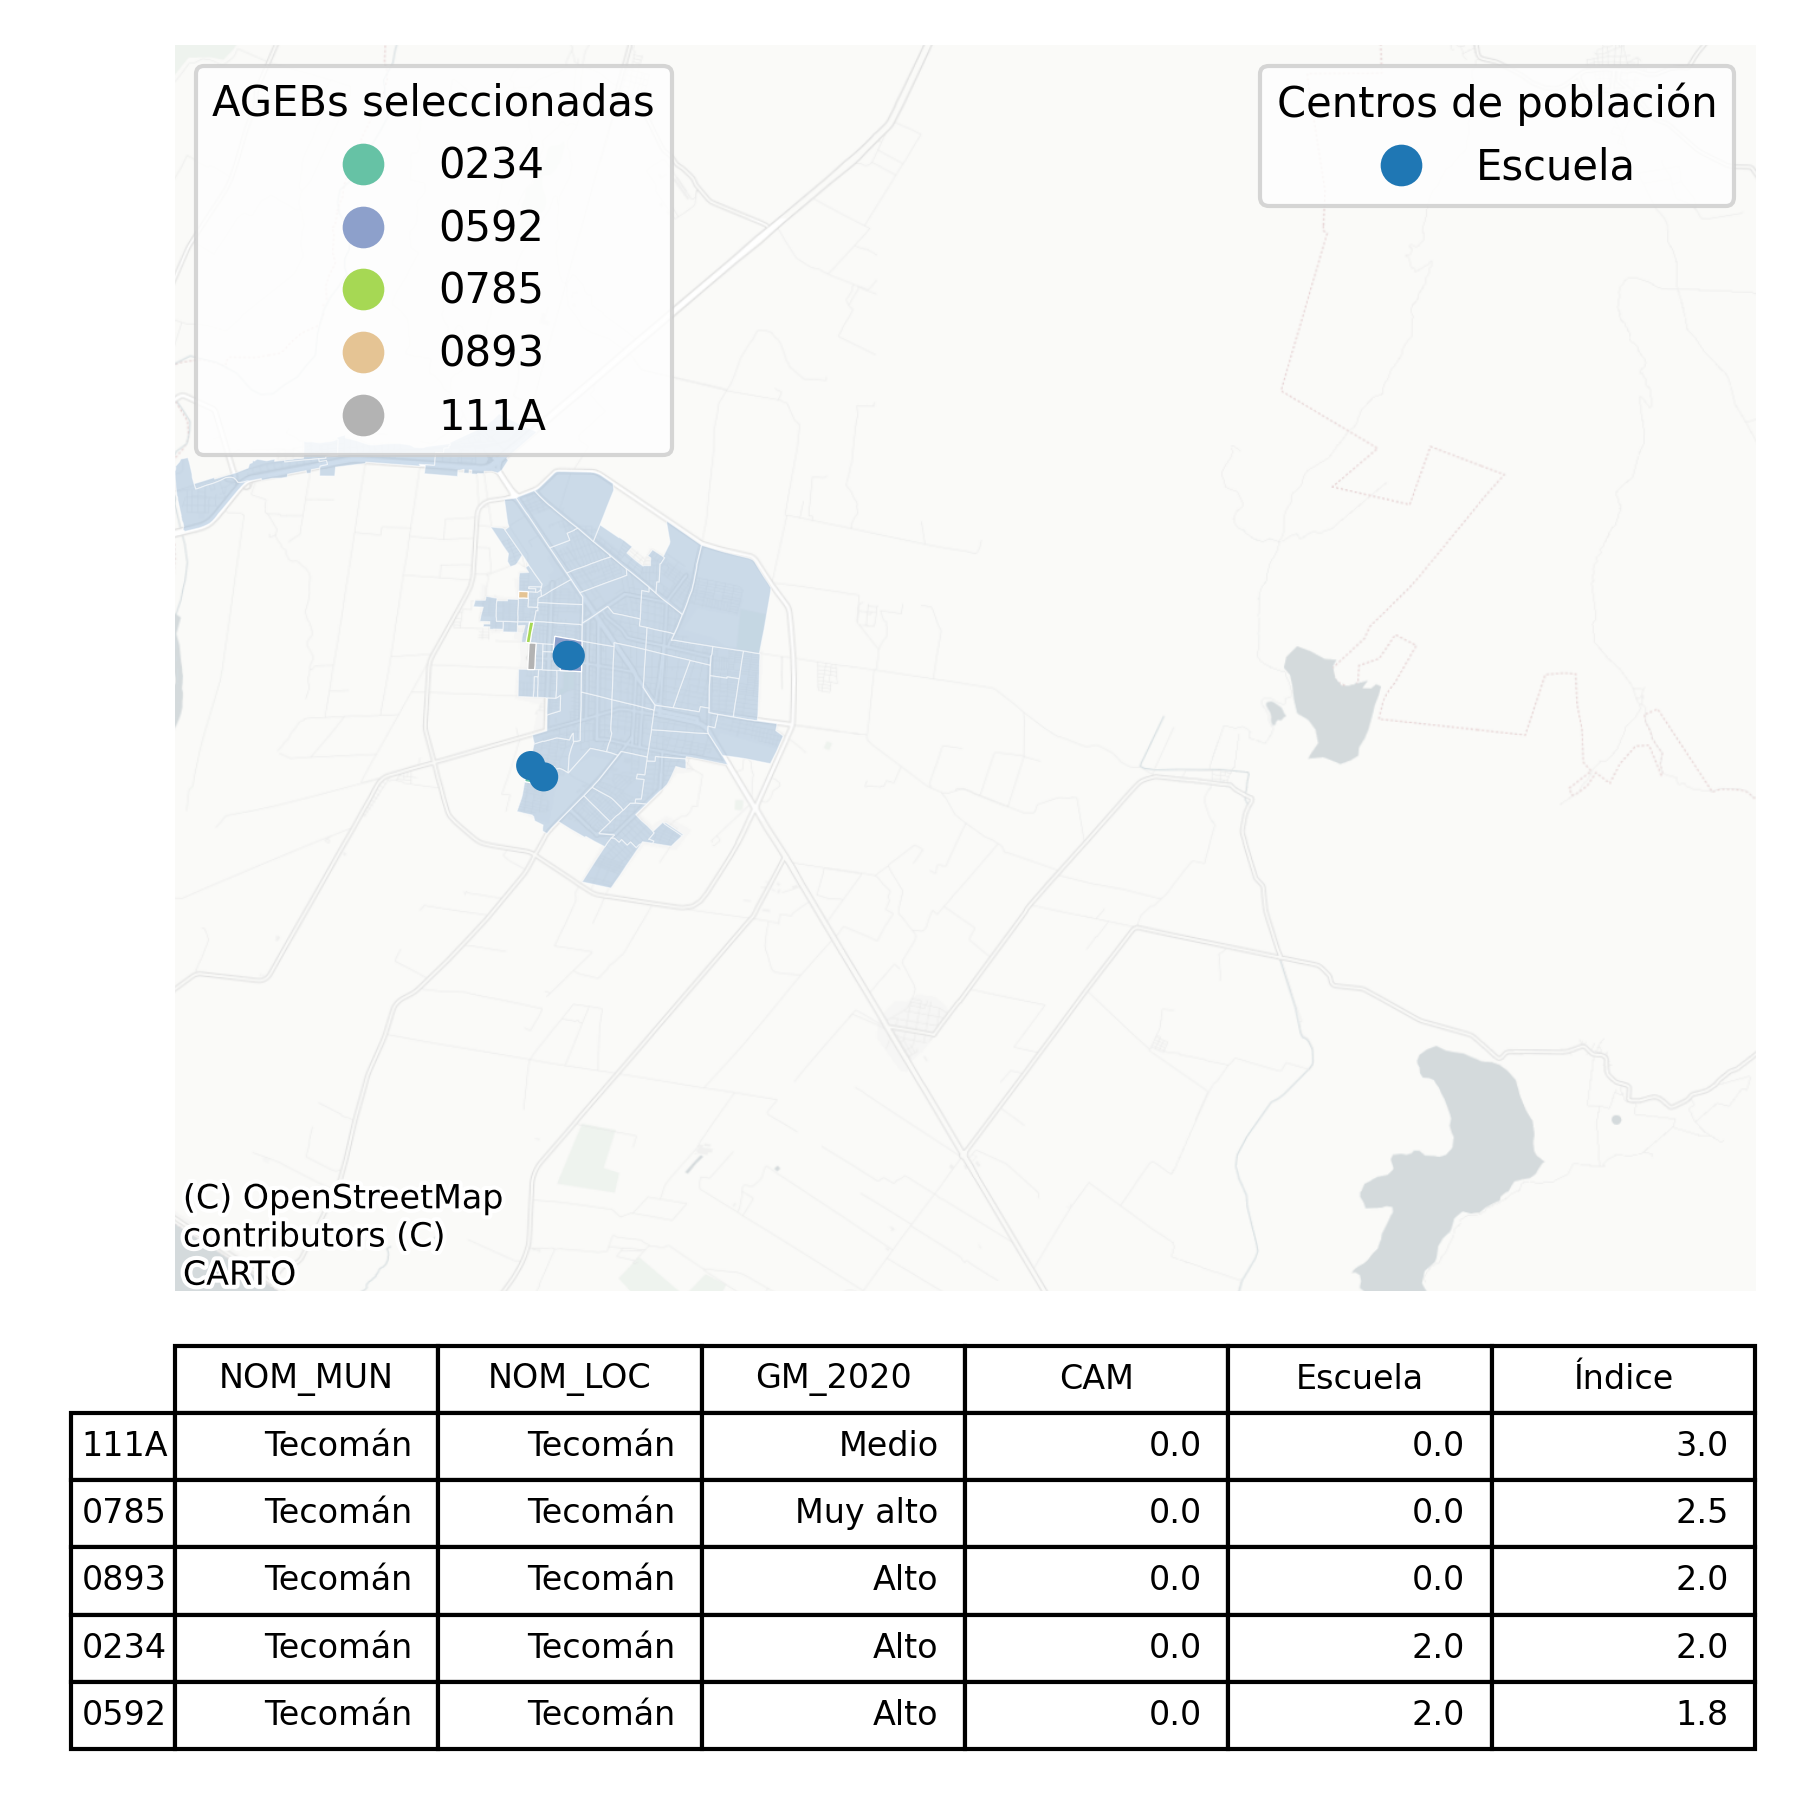 AGEBs seleccionadas
0234
0592
0785
0893
111A
Centros de población
Escuela
(C) OpenStreetMap
contributors (C)
CARTO
NOM_MUN NOM_LOC GM_2020 CAM Escuela Índice
111A Tecomán Tecomán Medio 0.0 0.0 3.0
0785 Tecomán Tecomán Muy alto 0.0 0.0 2.5
0893 Tecomán Tecomán Alto 0.0 0.0 2.0
0234 Tecomán Tecomán Alto 0.0 2.0 2.0
0592 Tecomán Tecomán Alto 0.0 2.0 1.8